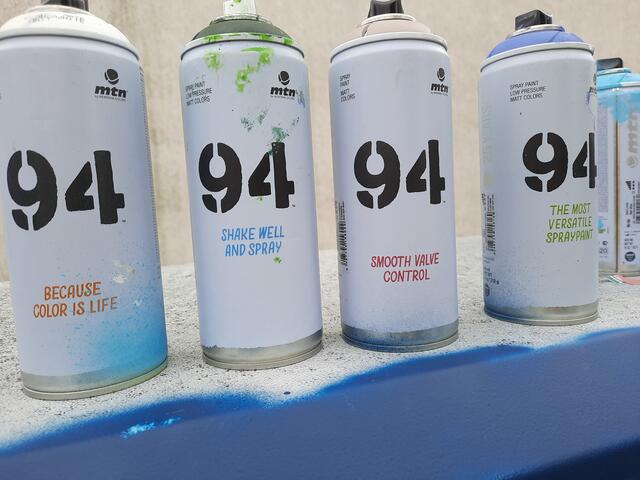 mtn
94
BECAUSE
COLOR IS LIFE
SPRAY PAINT
LOW PRESSURE
MATT COLORS
mtn
94
SHAKE WELL
AND SPRAY
SPRAY
PAINT
MATT
COLORS
mtn
94
SMOOTH VALVE
CONTROL
SPRAY PAINT
LOW PRESSURE
MATT COLORS
94
THE MOST
VERSATILE
SPRAYPAINT
mtn